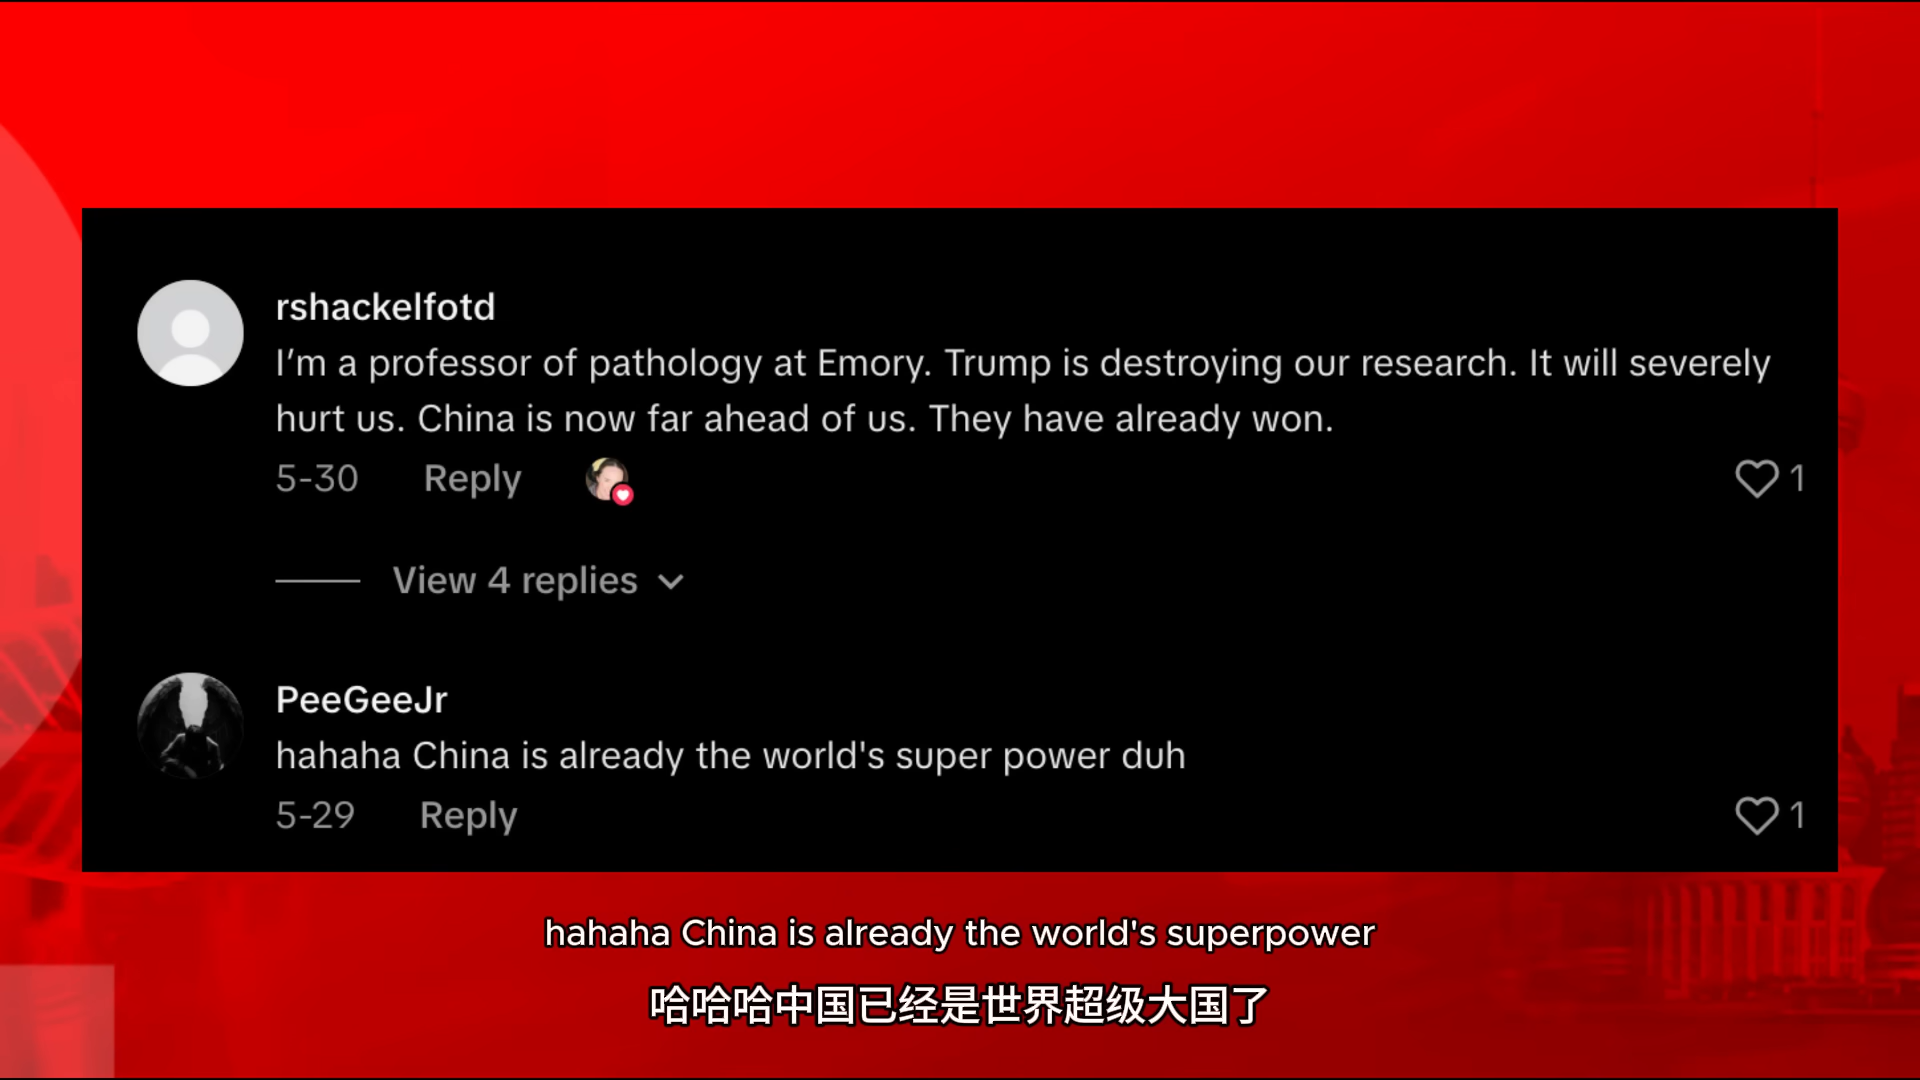 rshackelfotd
I’m a professor of pathology at Emory. Trump is destroying our research. It will severely
hurt us. China is now far ahead of us. They have already won.
5-30 Reply 1
View 4 replies
PeeGeeJr
hahaha China is already the world's super power duh
5-29 Reply 1
hahaha China is already the world's superpower
哈哈哈中国已经是世界超级大国了